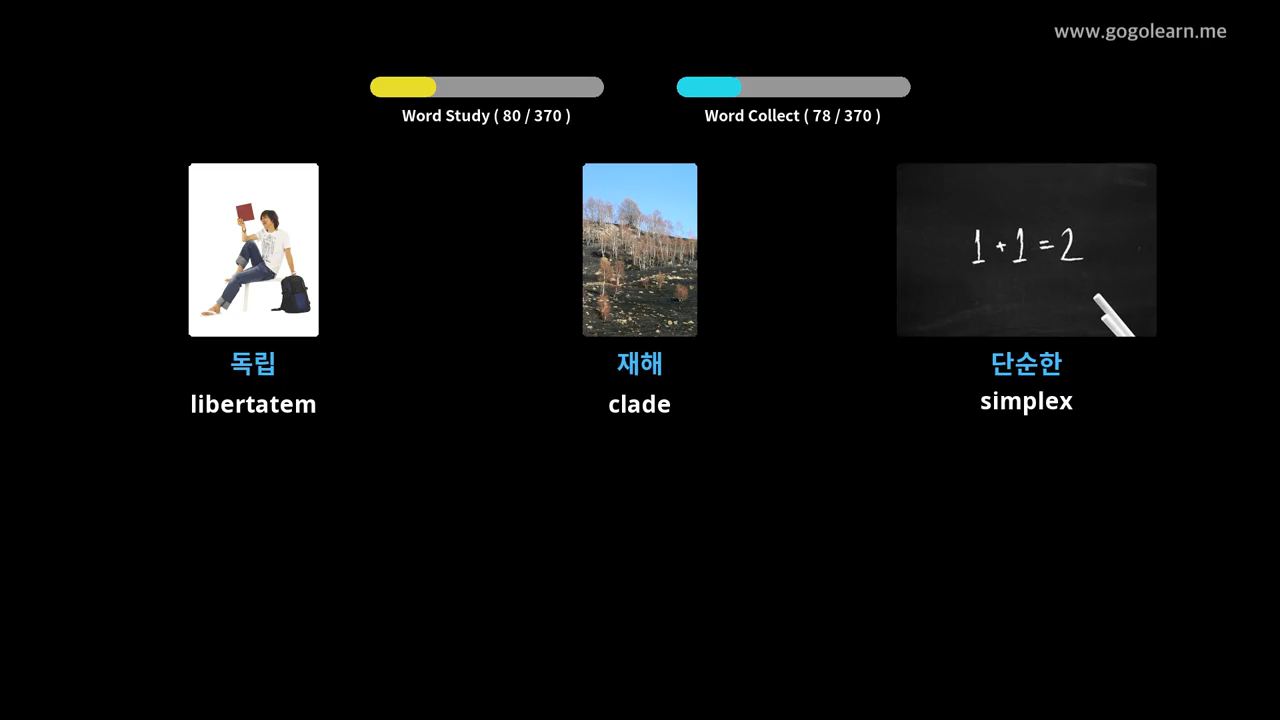 www.gogolearn.me
Word Study ( 80 / 370 )
Word Collect ( 78 / 370 )
1 + 1 = 2
독립
재해
단순한
libertatem
clade
simplex